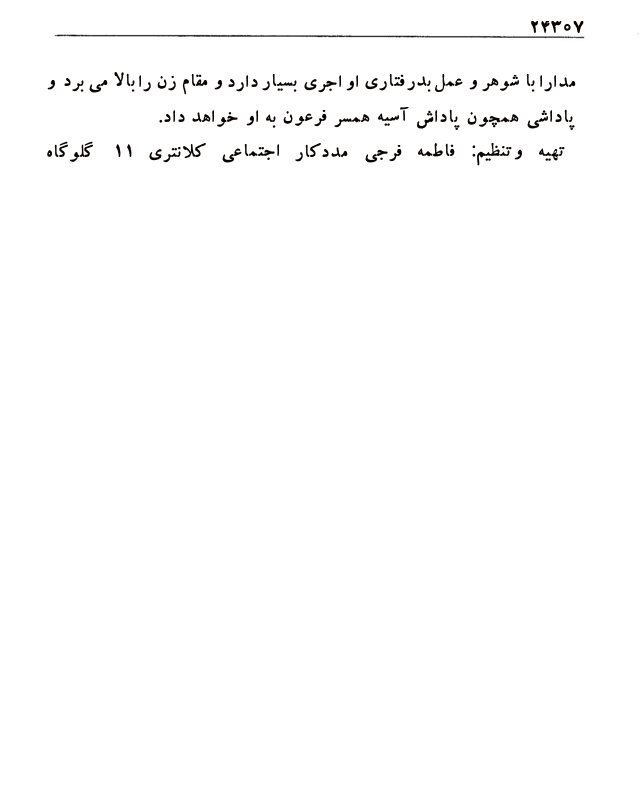 ۲۴۳۰۷
مدارا با شوهر و عمل بدرفتاری او اجری بسیار دارد و مقام زن را بالا می برد و
پاداشی همچون پاداش آسیه همسر فرعون به او خواهد داد.
تهیه و تنظیم: فاطمه فرجی مددکار اجتماعی کلانتری ۱۱ گلوگاه